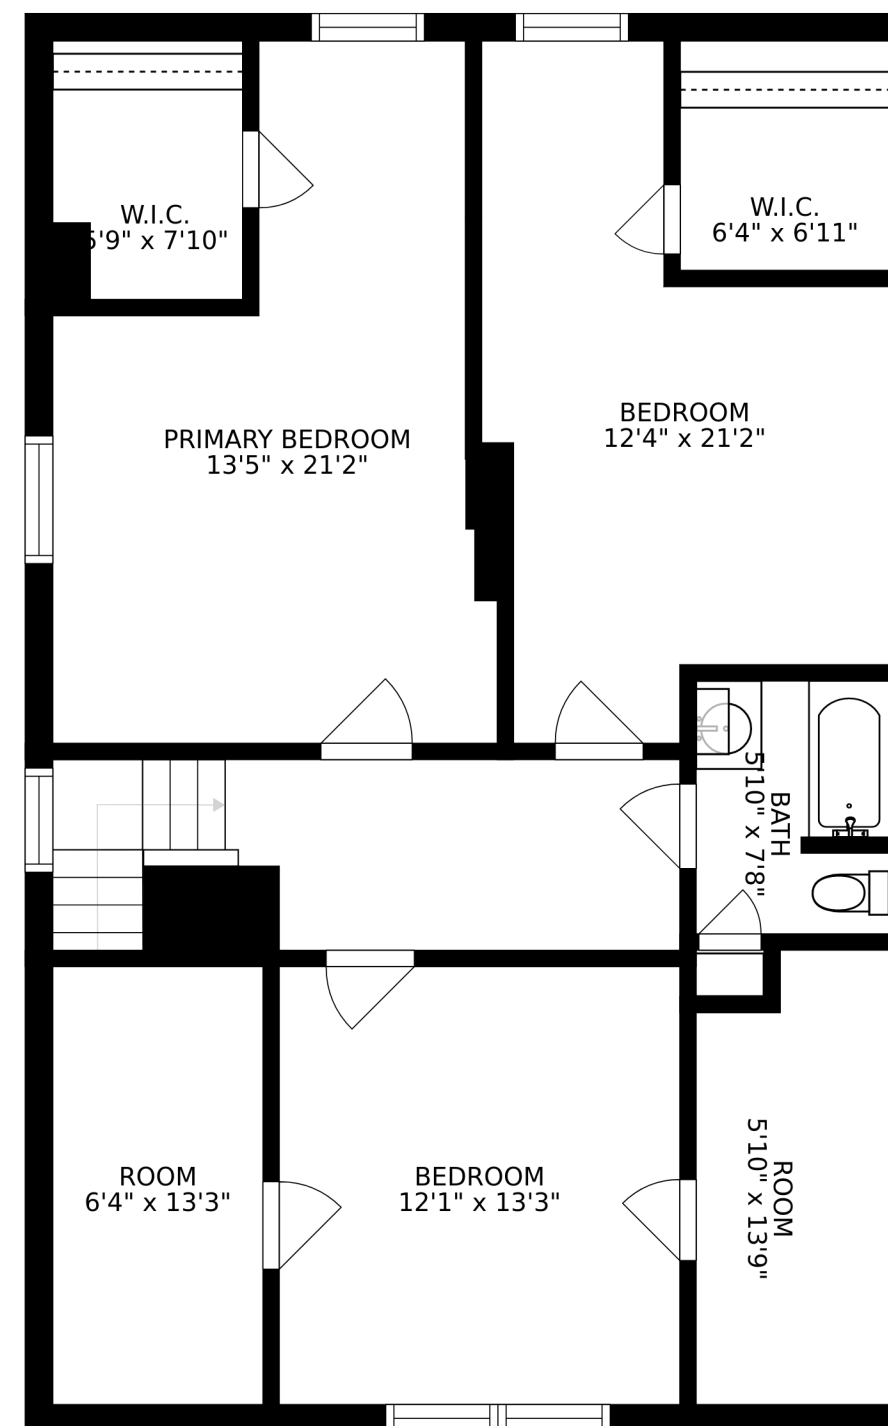 W.I.C.
5'9" x 7'10"
W.I.C.
6'4" x 6'11"
PRIMARY BEDROOM
13'5" x 21'2"
BEDROOM
12'4" x 21'2"
BATH
5'10" x 7'8"
ROOM
6'4" x 13'3"
BEDROOM
12'1" x 13'3"
ROOM
5'10" x 13'9"